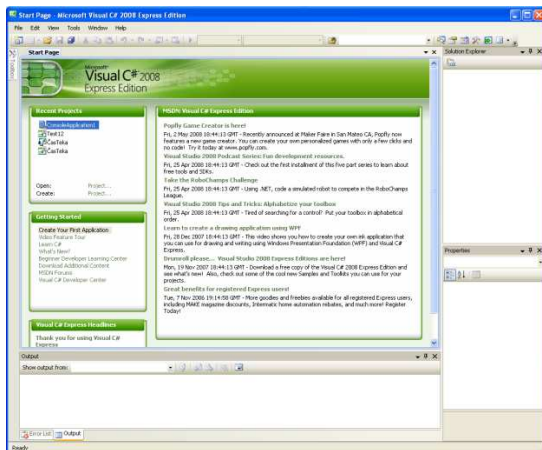 Start Page - Microsoft Visual C# 2008 Express Edition
File Edit View Tools Window Help
Toolbox
Start Page
Solution Explorer
Microsoft
Visual C# 2008
Express Edition
Recent Projects
ConsoleApplication1
Test12
ČasTeka
ČasTeka
Open: Project...
Create: Project...
Getting Started
Create Your First Application
Video Feature Tour
Learn C#
What's New?
Beginner Developer Learning Center
Download Additional Content
MSDN Forums
Visual C# Developer Center
Visual C# Express Headlines
Thank you for using Visual C#
Express
MSDN: Visual C# Express Edition
Popfly Game Creator is here!
Fri, 2 May 2008 18:44:13 GMT - Recently announced at Maker Faire in San Mateo CA, Popfly now
features a new game creator. You can create your own personalized games with only a few clicks and
no code! Try it today at www.popfly.com.
Visual Studio 2008 Podcast Series: Fun development resources.
Fri, 25 Apr 2008 18:44:13 GMT - Check out the first installment of this five part series to learn about
free tools and SDKs.
Take the RoboChamps Challenge
Fri, 25 Apr 2008 18:44:13 GMT - Using .NET, code a simulated robot to compete in the RoboChamps
League.
Visual Studio 2008 Tips and Tricks: Alphabetize your toolbox
Fri, 25 Apr 2008 18:44:13 GMT - Tired of searching for a control? Put your toolbox in alphabetical
order.
Learn to create a drawing application using WPF
Fri, 28 Dec 2007 18:44:13 GMT - This video shows you how to create your own ink application that
you can use for drawing and writing using Windows Presentation Foundation (WPF) and Visual C#
Express.
Drumroll please... Visual Studio 2008 Express Editions are here!
Mon, 19 Nov 2007 18:44:13 GMT - Download a free copy of the Visual C# 2008 Express Edition and
see what's new! Also, check out some of the cool new Samples and Toolkits you can use for your
projects.
Great benefits for registered Express users!
Tue, 7 Nov 2006 19:14:58 GMT - More goodies and freebies available for all registered Express users,
including MAKE magazine discounts, Intermatic home automation rebates, and much more! Register
Today!
Properties
Output
Show output from:
Error List
Output
Ready